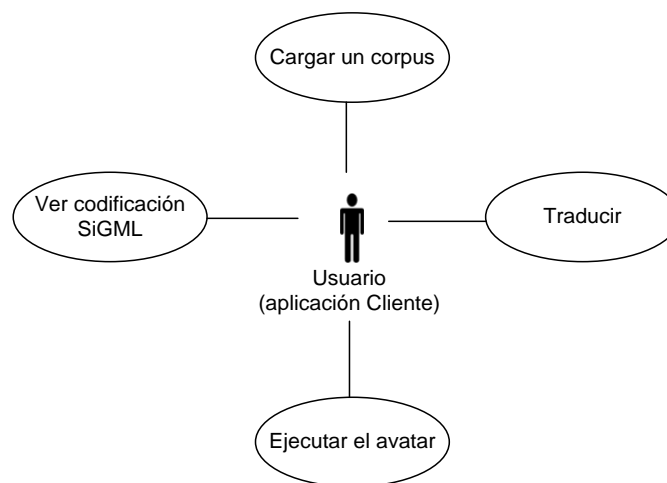 Cargar un corpus
Ver codificación
SiGML
Traducir
Usuario
(aplicación Cliente)
Ejecutar el avatar